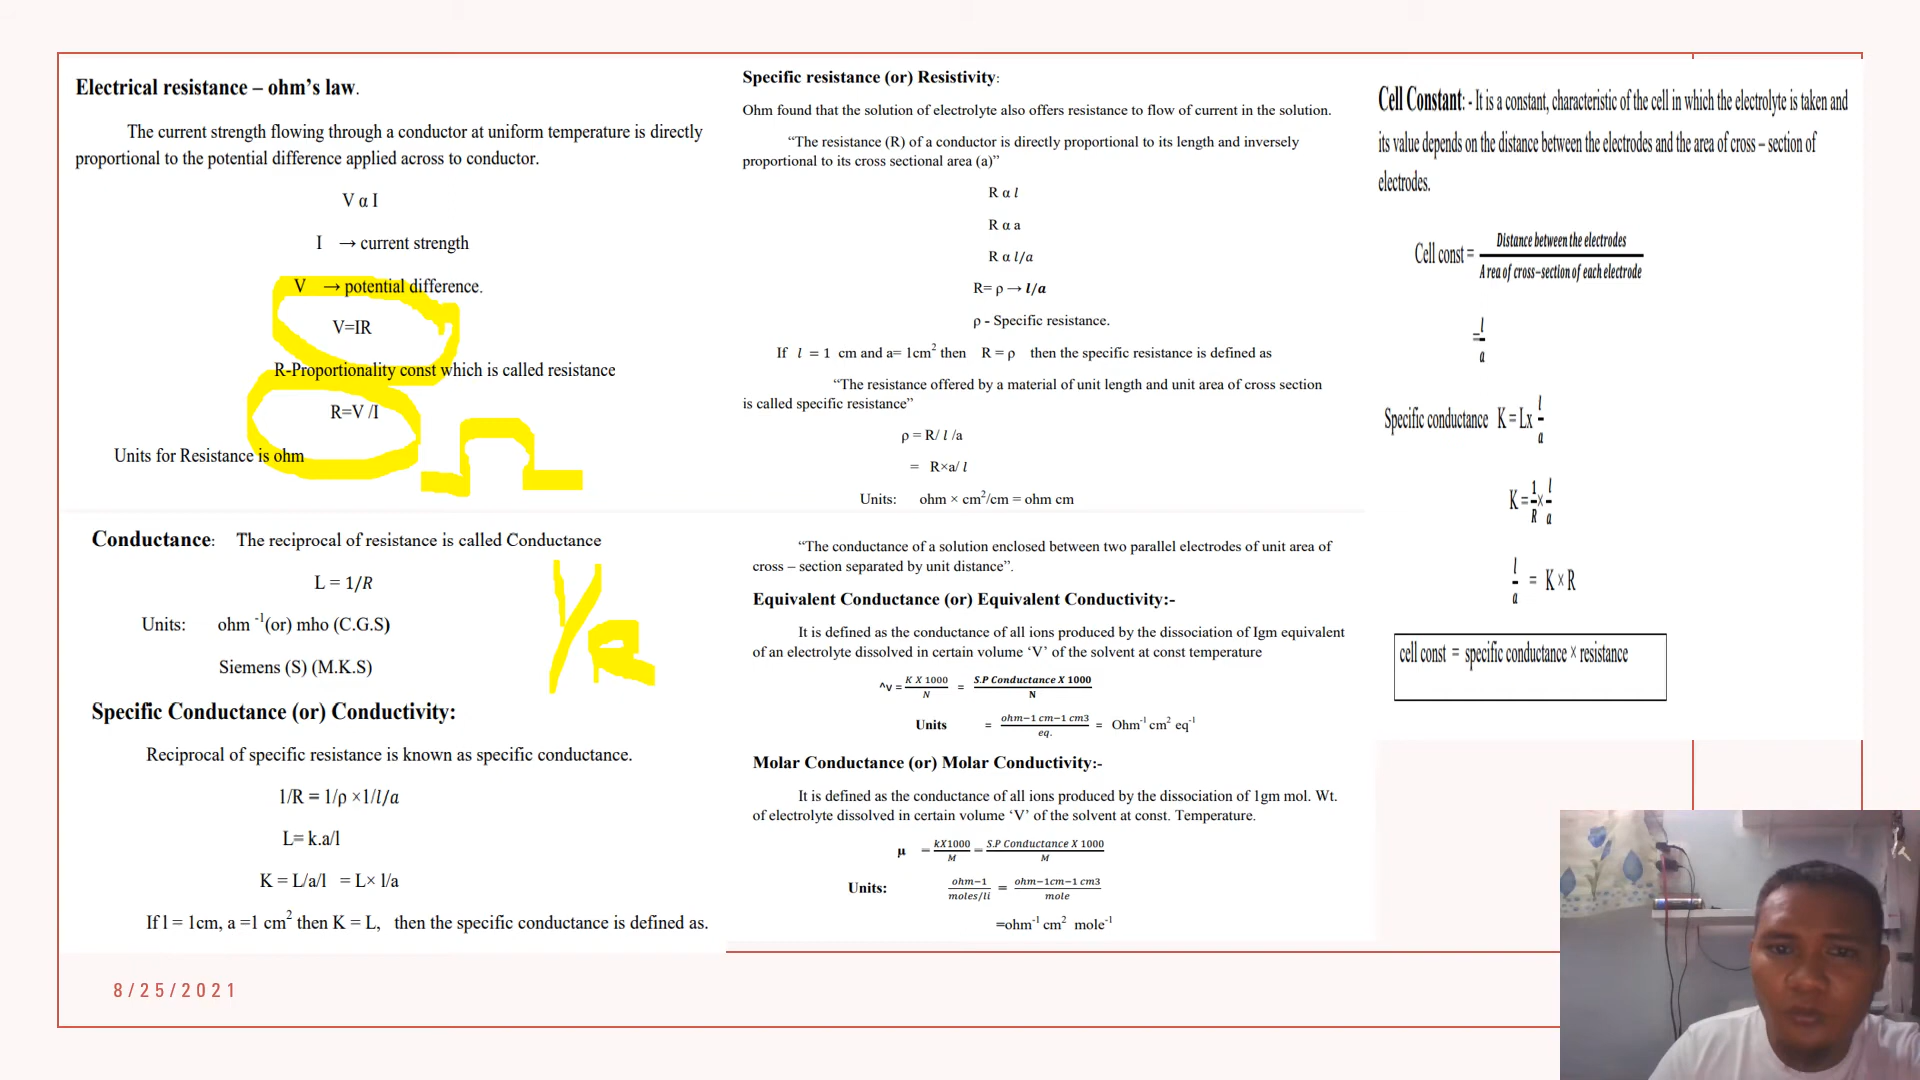 Electrical resistance – ohm's law.
The current strength flowing through a conductor at uniform temperature is directly
proportional to the potential difference applied across to conductor.
V α I
I → current strength
V → potential difference.
V=IR
R-Proportionality const which is called resistance
R=V /I
Units for Resistance is ohm
Conductance: The reciprocal of resistance is called Conductance
L = 1/R
Units: ohm -1(or) mho (C.G.S)
Siemens (S) (M.K.S)
1/R
Specific Conductance (or) Conductivity:
Reciprocal of specific resistance is known as specific conductance.
1/R = 1/ρ ×1/l/a
L= k.a/l
K = L/a/l = L× l/a
If l = 1cm, a =1 cm2 then K = L, then the specific conductance is defined as.
Specific resistance (or) Resistivity:
Ohm found that the solution of electrolyte also offers resistance to flow of current in the solution.
“The resistance (R) of a conductor is directly proportional to its length and inversely
proportional to its cross sectional area (a)”
R α l
R α a
R α l/a
R= ρ → l/a
ρ - Specific resistance.
If l = 1 cm and a= 1cm2 then R = ρ then the specific resistance is defined as
“The resistance offered by a material of unit length and unit area of cross section
is called specific resistance”
ρ = R/ l /a
= R×a/ l
Units: ohm × cm2/cm = ohm cm
“The conductance of a solution enclosed between two parallel electrodes of unit area of
cross – section separated by unit distance”.
Equivalent Conductance (or) Equivalent Conductivity:-
It is defined as the conductance of all ions produced by the dissociation of Igm equivalent
of an electrolyte dissolved in certain volume ‘V’ of the solvent at const temperature
^v = K X 1000 / N = S.P Conductance X 1000 / N
Units = ohm−1 cm−1 cm3 / eq. = Ohm-1 cm2 eq-1
Molar Conductance (or) Molar Conductivity:-
It is defined as the conductance of all ions produced by the dissociation of 1gm mol. Wt.
of electrolyte dissolved in certain volume ‘V’ of the solvent at const. Temperature.
μ = kX1000 / M = S.P Conductance X 1000 / M
Units: ohm−1 / moles/li = ohm−1cm−1 cm3 / mole
=ohm-1 cm2 mole-1
Cell Constant: - It is a constant, characteristic of the cell in which the electrolyte is taken and
its value depends on the distance between the electrodes and the area of cross – section of
electrodes.
Cell const = Distance between the electrodes / Area of cross−section of each electrode
= l / a
Specific conductance K = Lx l / a
K = 1 / R × l / a
l / a = K × R
cell const = specific conductance × resistance
8/25/2021